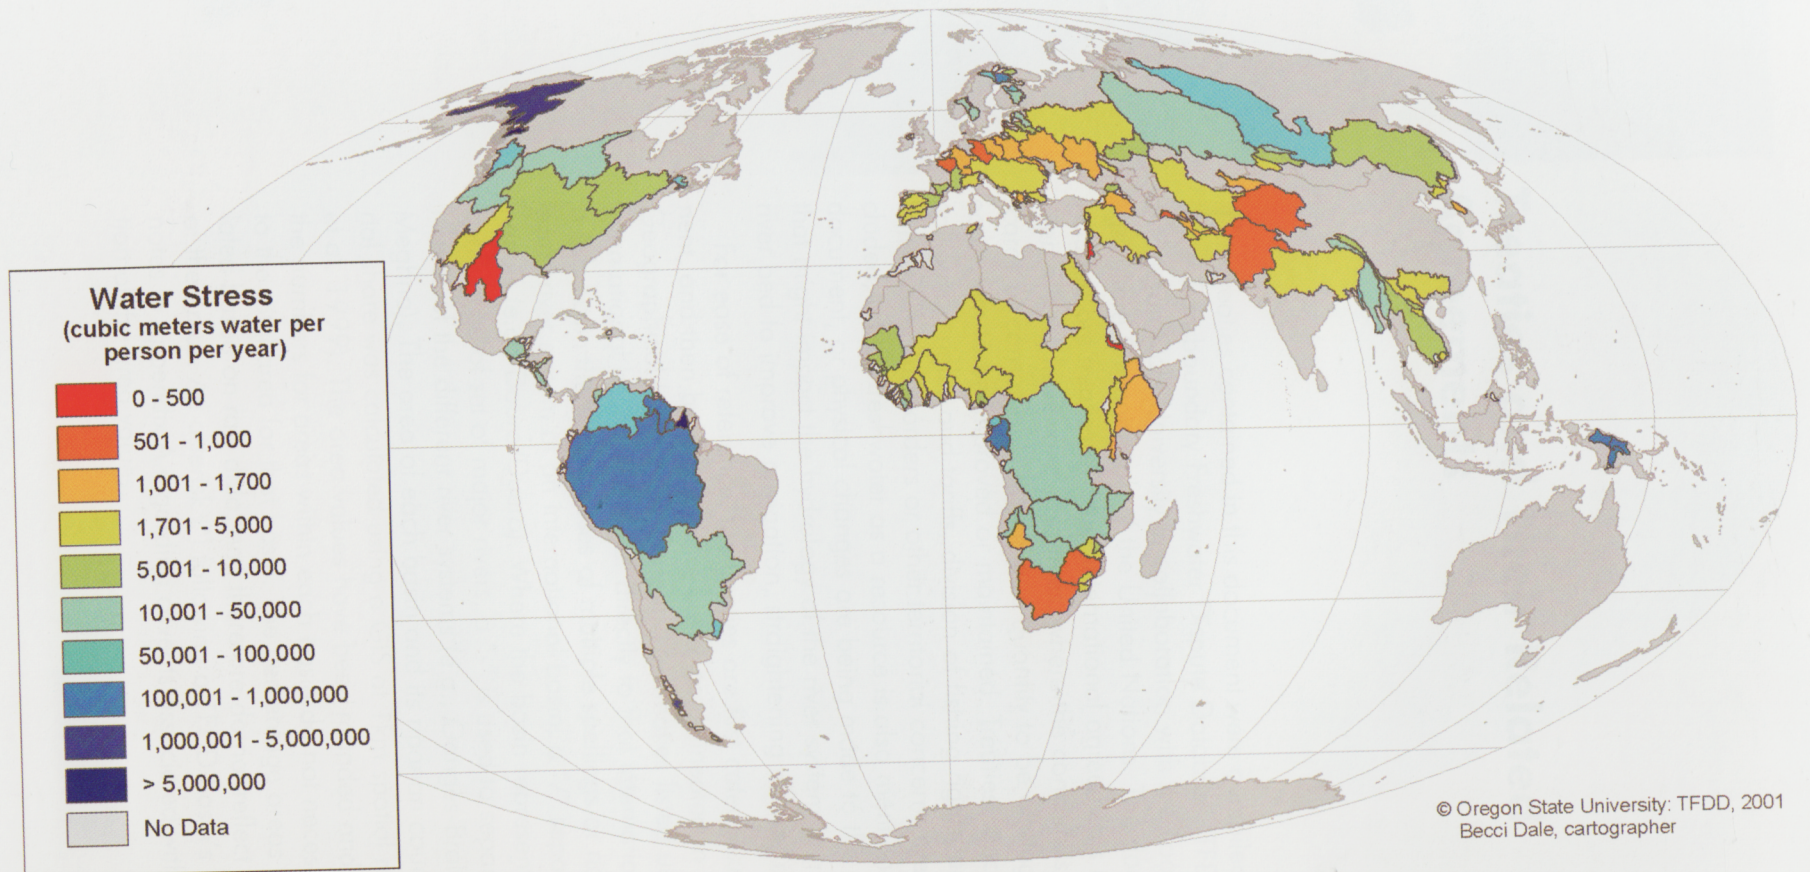 Water Stress
(cubic meters water per
person per year)
0 - 500
501 - 1,000
1,001 - 1,700
1,701 - 5,000
5,001 - 10,000
10,001 - 50,000
50,001 - 100,000
100,001 - 1,000,000
1,000,001 - 5,000,000
> 5,000,000
No Data
© Oregon State University: TFDD, 2001
Becci Dale, cartographer